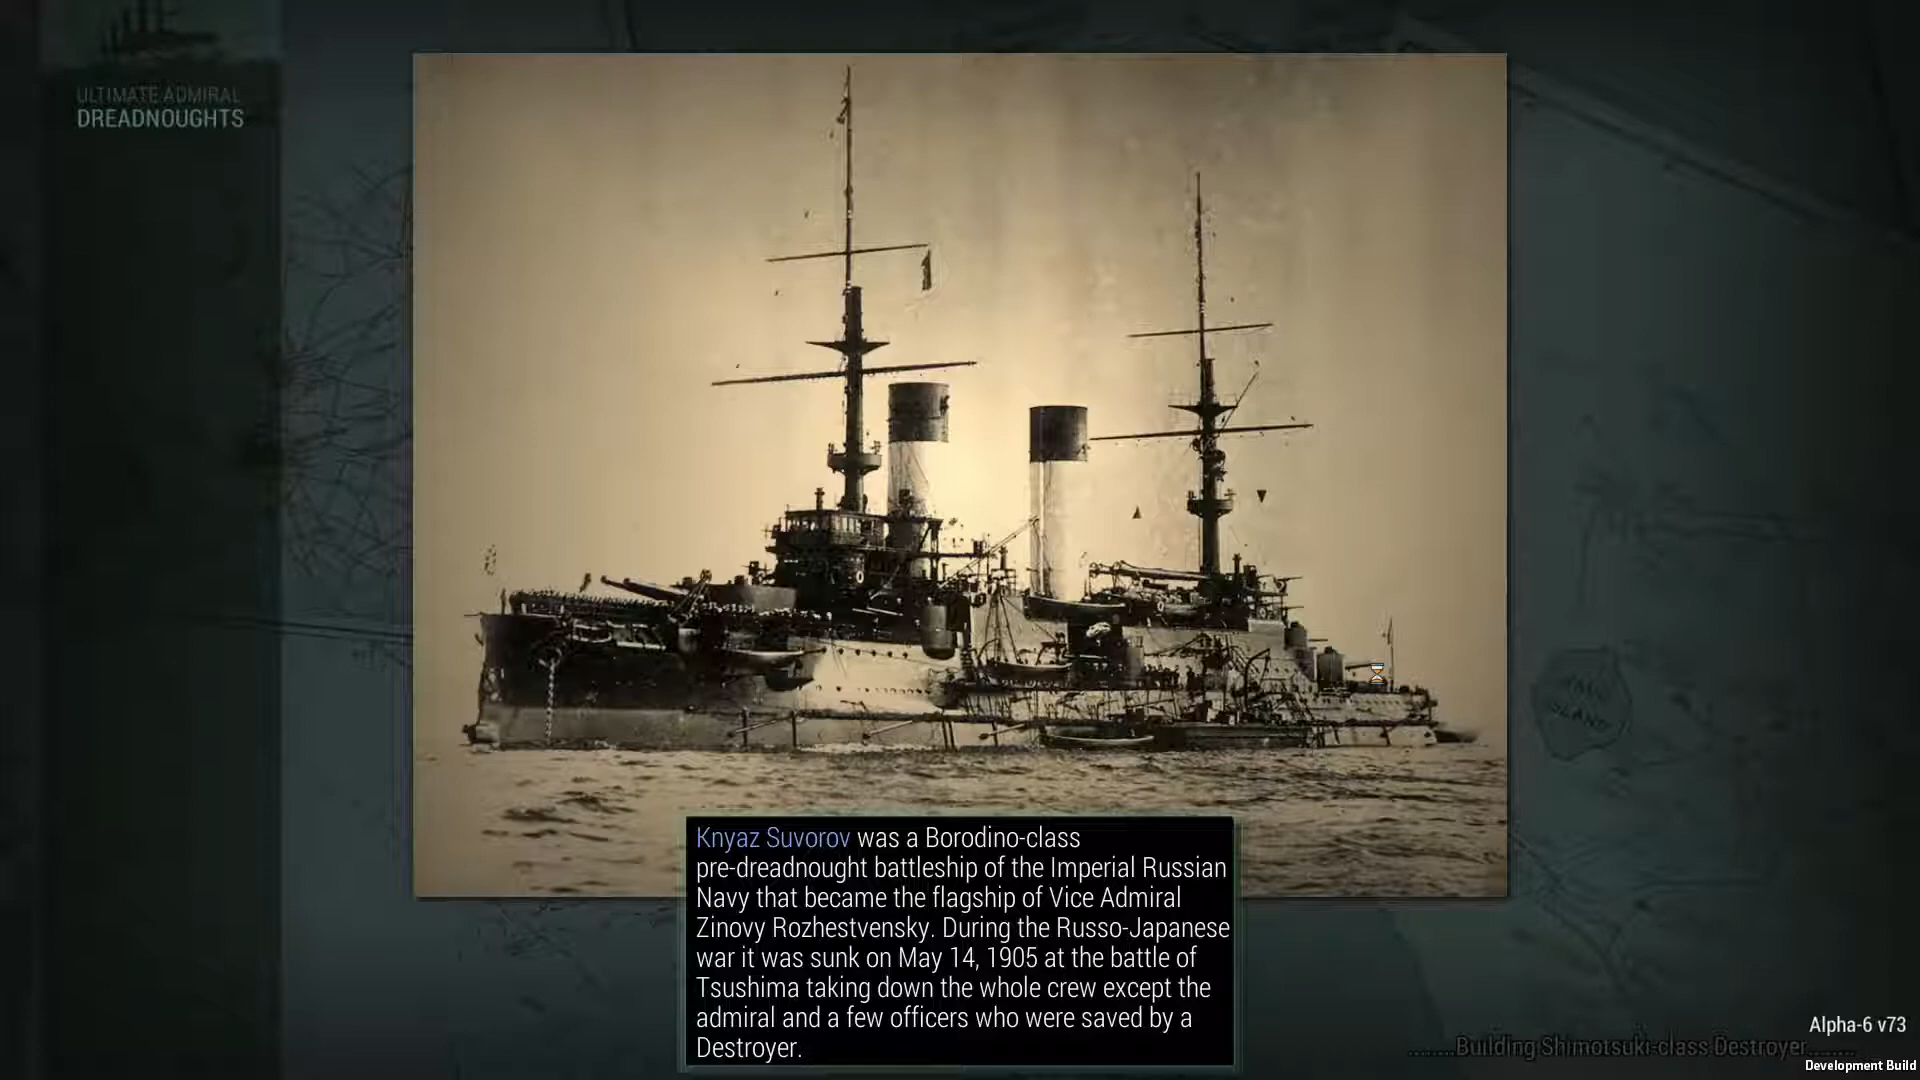 ULTIMATE ADMIRAL
DREADNOUGHTS
Knyaz Suvorov was a Borodino-class
pre-dreadnought battleship of the Imperial Russian
Navy that became the flagship of Vice Admiral
Zinovy Rozhestvensky. During the Russo-Japanese
war it was sunk on May 14, 1905 at the battle of
Tsushima taking down the whole crew except the
admiral and a few officers who were saved by a
Destroyer.
Alpha-6 v73
........Building Shimotsuki-class Destroyer........
Development Build